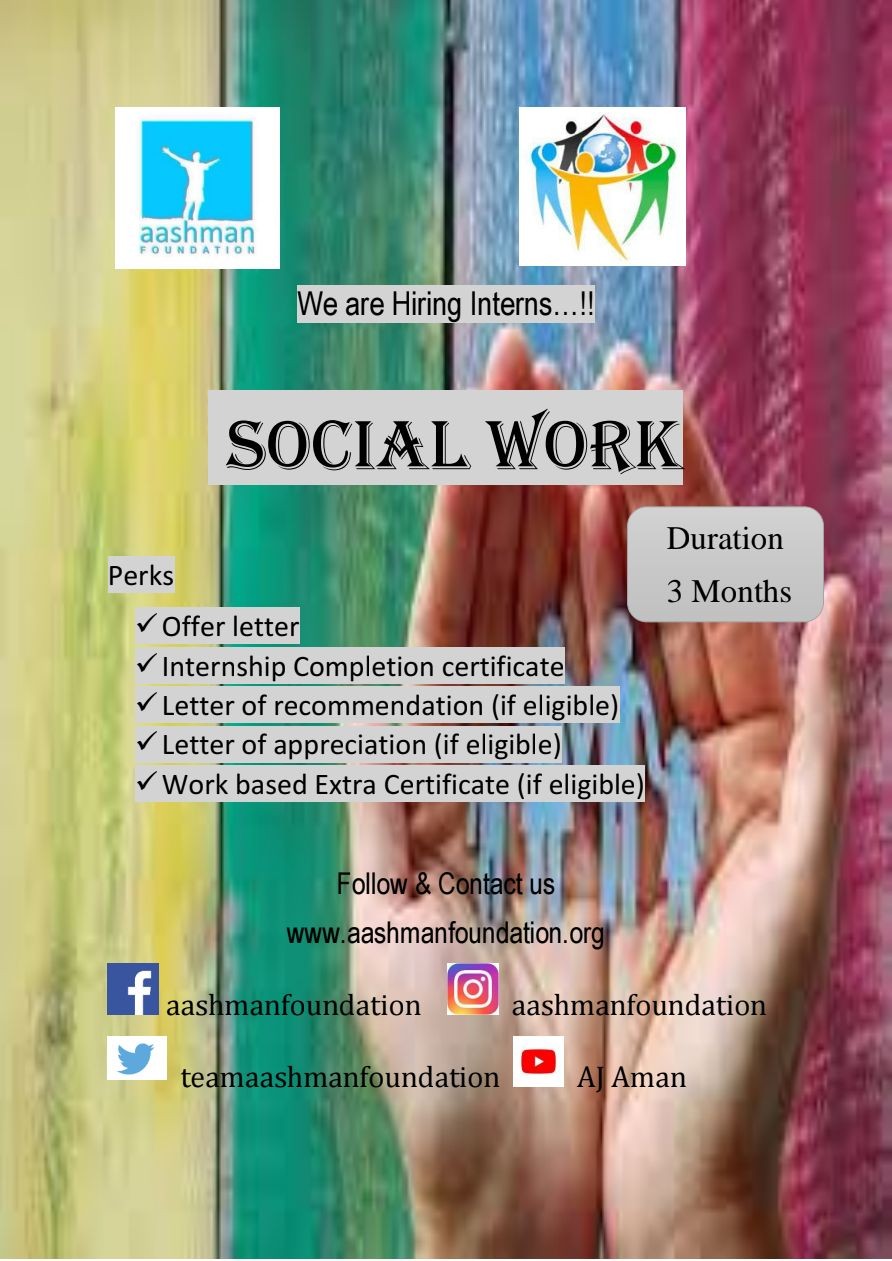 aashman
FOUNDATION
We are Hiring Interns...!!
SOCIAL WORK
Duration
3 Months
Perks
✓ Offer letter
✓ Internship Completion certificate
✓ Letter of recommendation (if eligible)
✓ Letter of appreciation (if eligible)
✓ Work based Extra Certificate (if eligible)
Follow & Contact us
www.aashmanfoundation.org
aashmanfoundation aashmanfoundation
teamaashmanfoundation AJ Aman